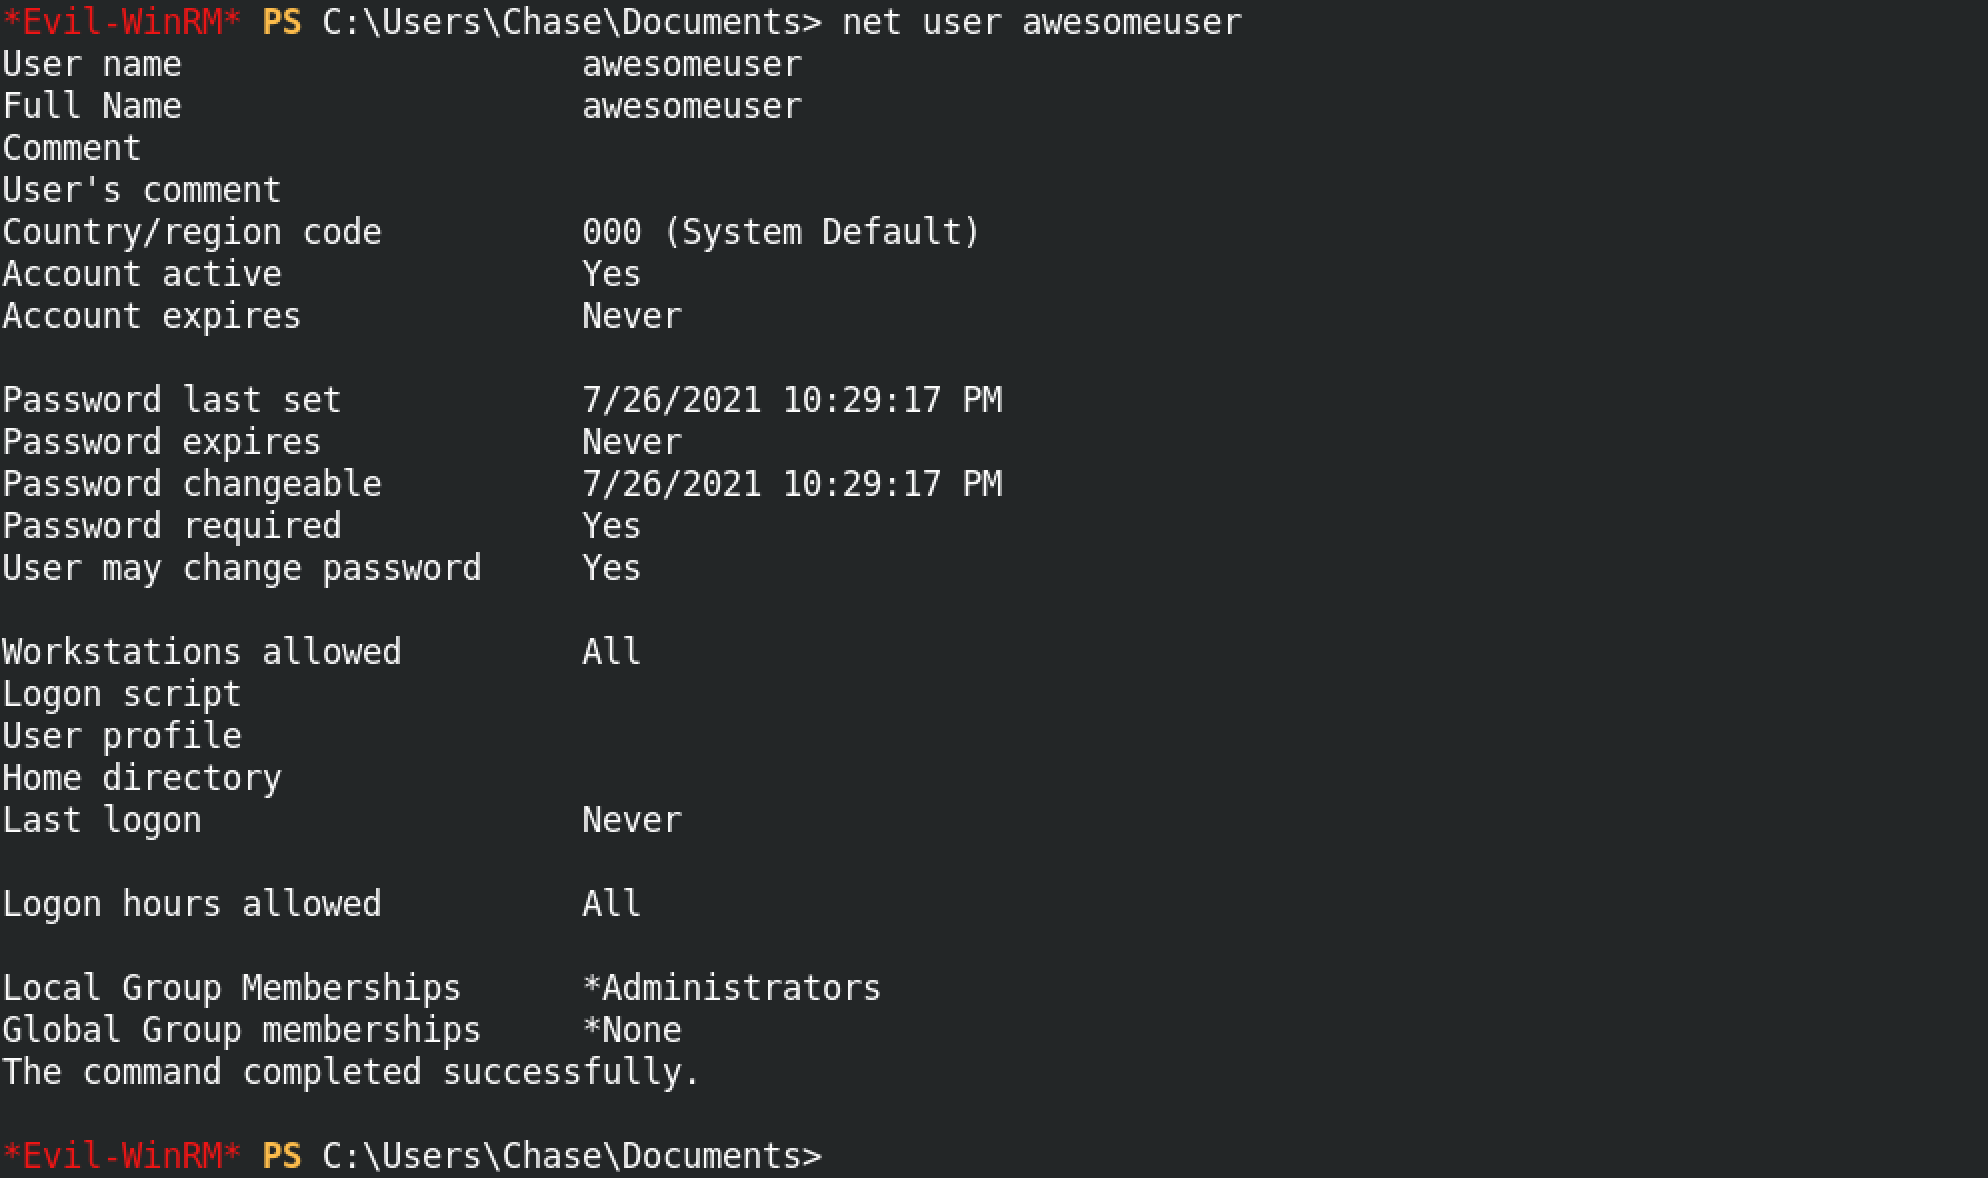 *Evil-WinRM* PS C:\Users\Chase\Documents> net user awesomeuser
User name                    awesomeuser
Full Name                    awesomeuser
Comment
User's comment
Country/region code          000 (System Default)
Account active               Yes
Account expires              Never

Password last set            7/26/2021 10:29:17 PM
Password expires             Never
Password changeable          7/26/2021 10:29:17 PM
Password required            Yes
User may change password     Yes

Workstations allowed         All
Logon script
User profile
Home directory
Last logon                   Never

Logon hours allowed          All

Local Group Memberships      *Administrators
Global Group memberships     *None
The command completed successfully.

*Evil-WinRM* PS C:\Users\Chase\Documents>